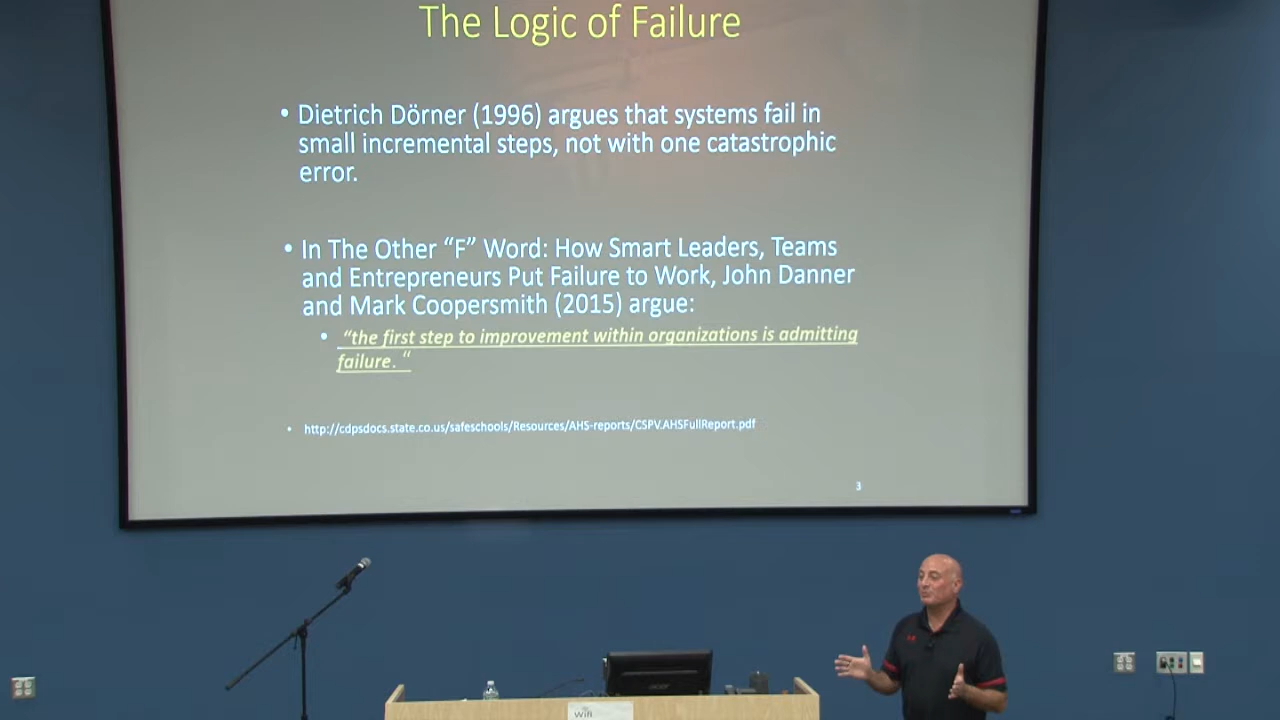 The Logic of Failure
• Dietrich Dörner (1996) argues that systems fail in
small incremental steps, not with one catastrophic
error.
• In The Other “F” Word: How Smart Leaders, Teams
and Entrepreneurs Put Failure to Work, John Danner
and Mark Coopersmith (2015) argue:
• “the first step to improvement within organizations is admitting
failure. “
• http://cdpsdocs.state.co.us/safeschools/Resources/AHS-reports/CSPV.AHSFullReport.pdf
3
acer
Wifi